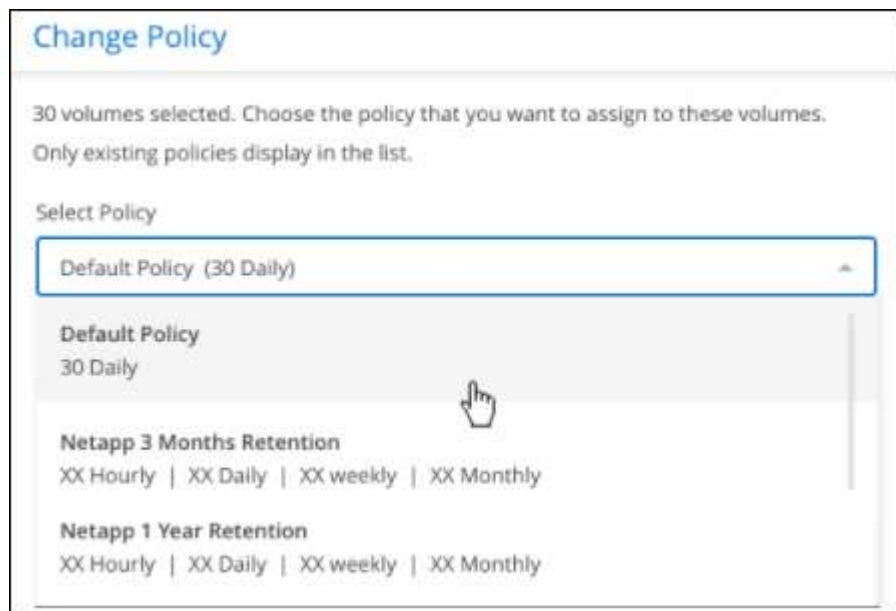 Change Policy
30 volumes selected. Choose the policy that you want to assign to these volumes.
Only existing policies display in the list.
Select Policy
Default Policy (30 Daily)
Default Policy
30 Daily
Netapp 3 Months Retention
XX Hourly | XX Daily | XX weekly | XX Monthly
Netapp 1 Year Retention
XX Hourly | XX Daily | XX weekly | XX Monthly